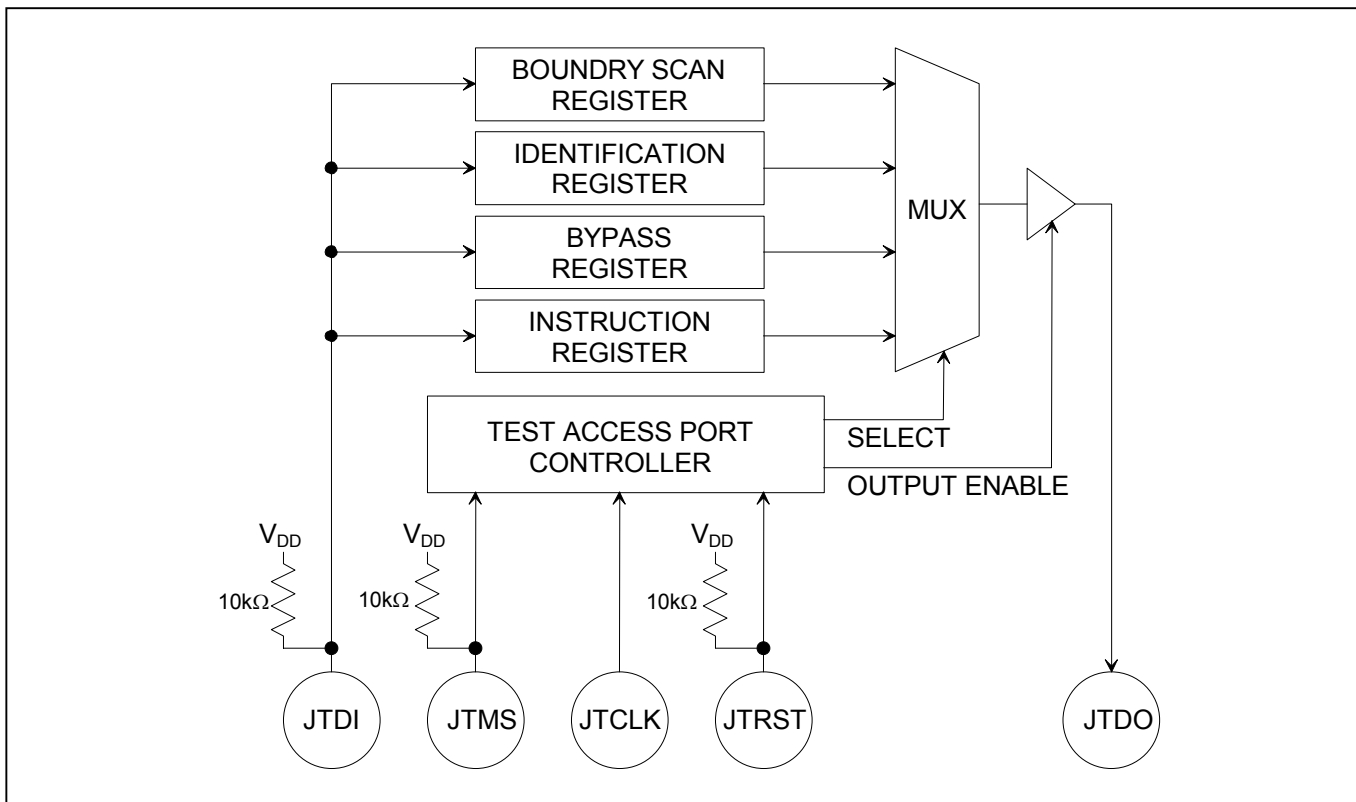 BOUNDRY SCAN
REGISTER
IDENTIFICATION
REGISTER
BYPASS
REGISTER
INSTRUCTION
REGISTER
MUX
TEST ACCESS PORT
CONTROLLER
SELECT
OUTPUT ENABLE
VDD
VDD
VDD
10kΩ
10kΩ
10kΩ
JTDI
JTMS
JTCLK
JTRST
JTDO